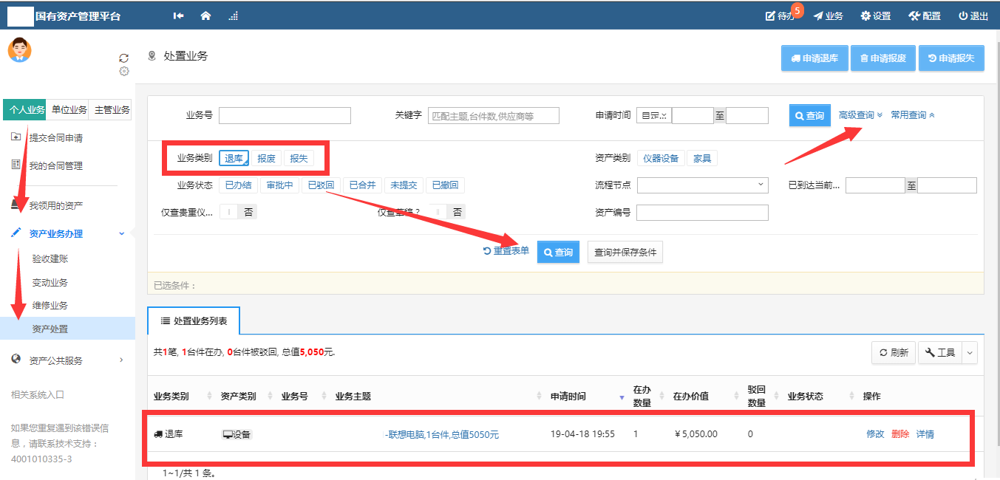 国有资产管理平台
待办 5 业务 设置 配置 退出
处置业务
申请退库 申请报废 申请报失
个人业务 单位业务 主管业务
提交合同申请
我的合同管理
我领用的资产
资产业务办理
验收建账
变动业务
维修业务
资产处置
资产公共服务
相关系统入口
如果您重复遇到该错误信
息，请联系技术支持：
4001010335-3
业务号 关键字 匹配主题,台件数,供应商等 申请时间 自定.. 至 查询 高级查询 常用查询
业务类别 退库 报废 报失 资产类别 仪器设备 家具
业务状态 已办结 审批中 已驳回 已合并 未提交 已撤回 流程节点 已到达当前... 至
仅查贵重仪... 否 仅查草稿？ 否 资产编号
重置表单 查询 查询并保存条件
已选条件：
处置业务列表
共1笔, 1台件在办, 0台件被驳回, 总值5,050元.
刷新 工具
业务类别 资产类别 业务号 业务主题 申请时间 在办数量 在办价值 驳回数量 业务状态 操作
退库 设备 -联想电脑,1台件,总值5050元 19-04-18 19:55 1 ¥ 5,050.00 0 修改 删除 详情
1~1/共 1 条。